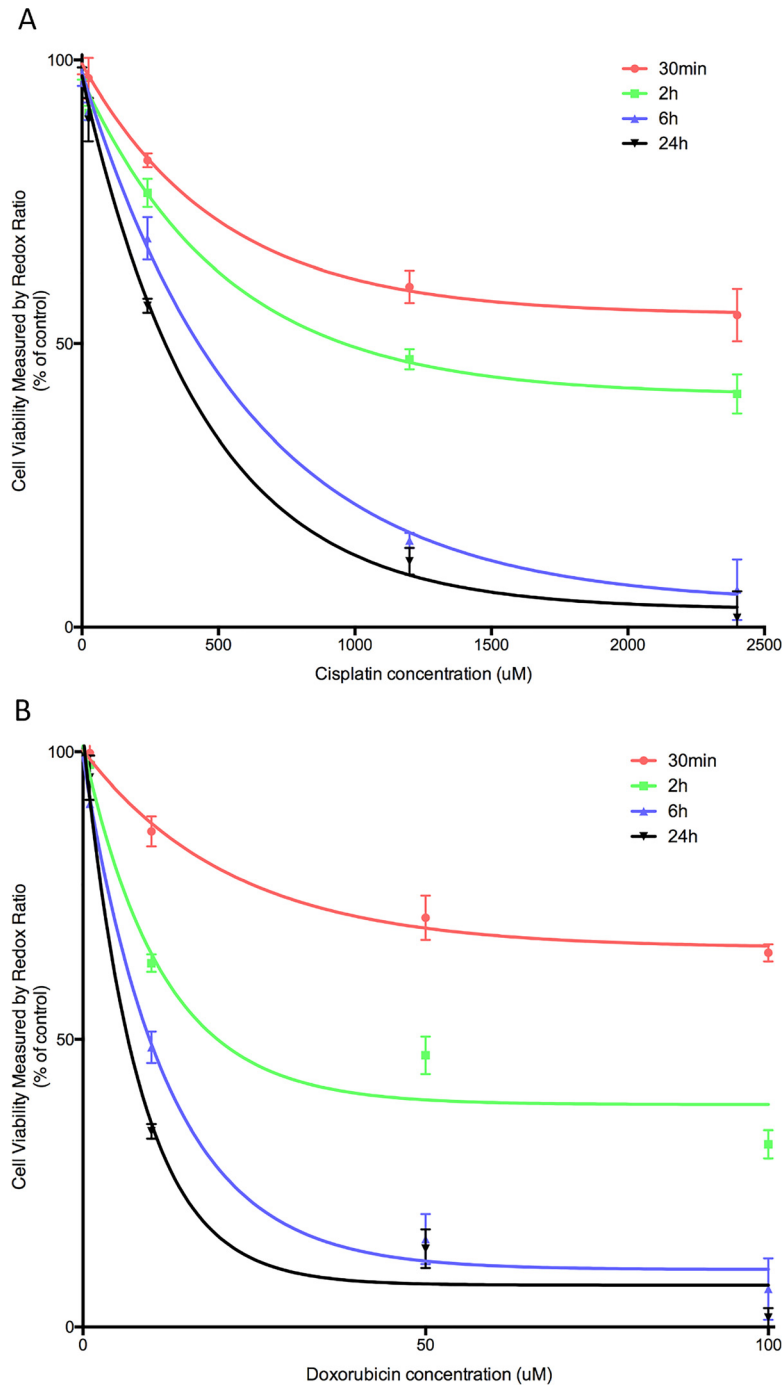 A
100
50
0
Cell Viability Measured by Redox Ratio
(% of control)
30min
2h
6h
24h
0
500
1000
1500
2000
2500
Cisplatin concentration (uM)
B
100
50
0
Cell Viability Measured by Redox Ratio
(% of control)
30min
2h
6h
24h
0
50
100
Doxorubicin concentration (uM)